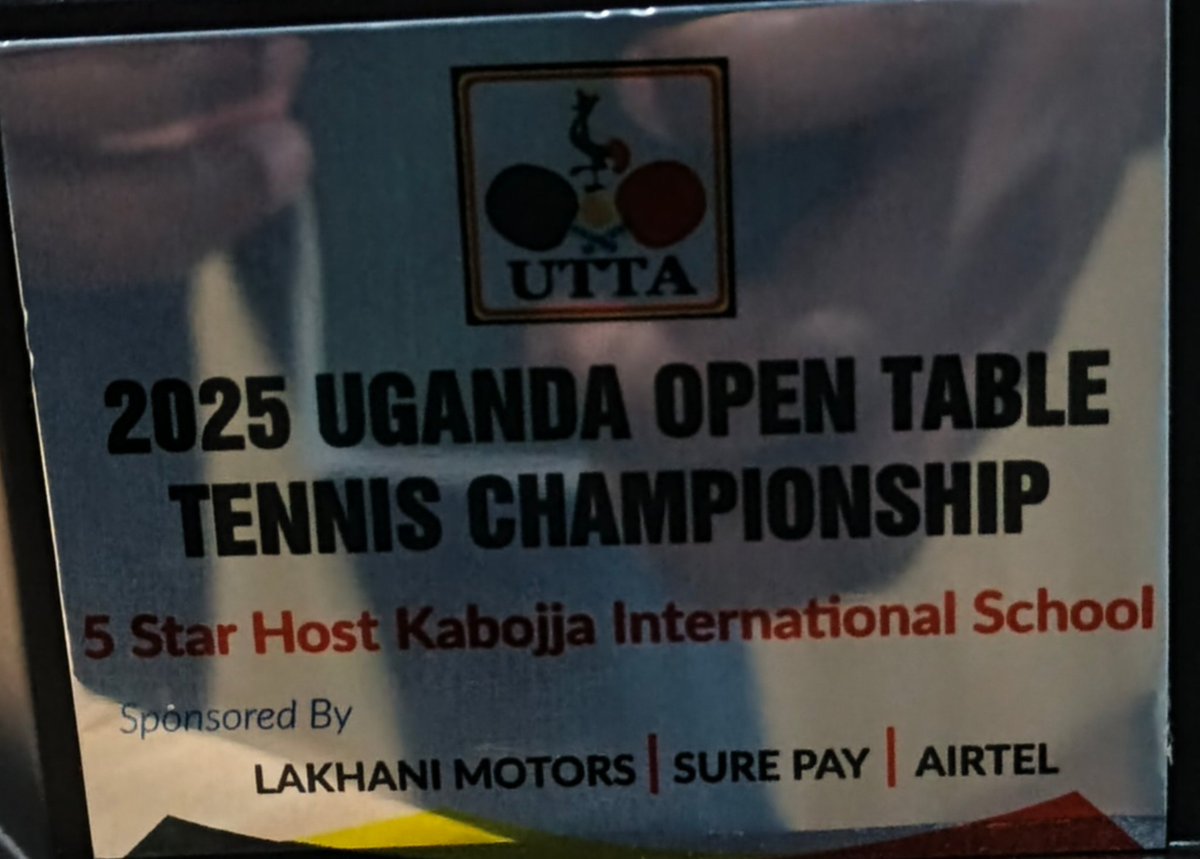 UTTA
2025 UGANDA OPEN TABLE
TENNIS CHAMPIONSHIP
5 Star Host Kabojja International School
Sponsored By
LAKHANI MOTORS | SURE PAY | AIRTEL